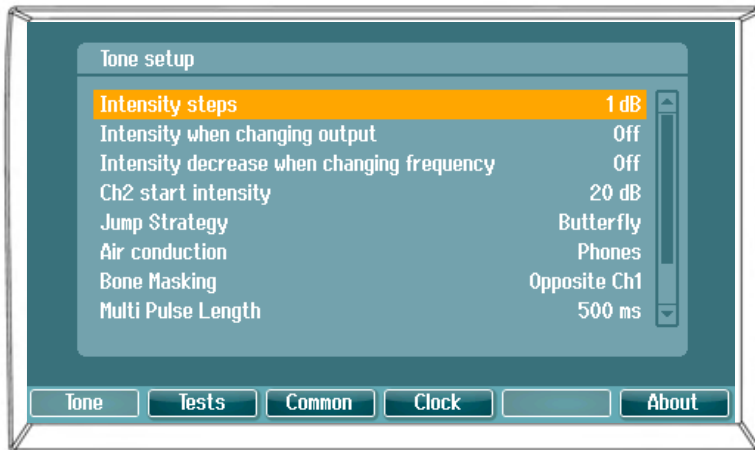 Tone setup
Intensity steps 1 dB
Intensity when changing output Off
Intensity decrease when changing frequency Off
Ch2 start intensity 20 dB
Jump Strategy Butterfly
Air conduction Phones
Bone Masking Opposite Ch1
Multi Pulse Length 500 ms
Tone Tests Common Clock About